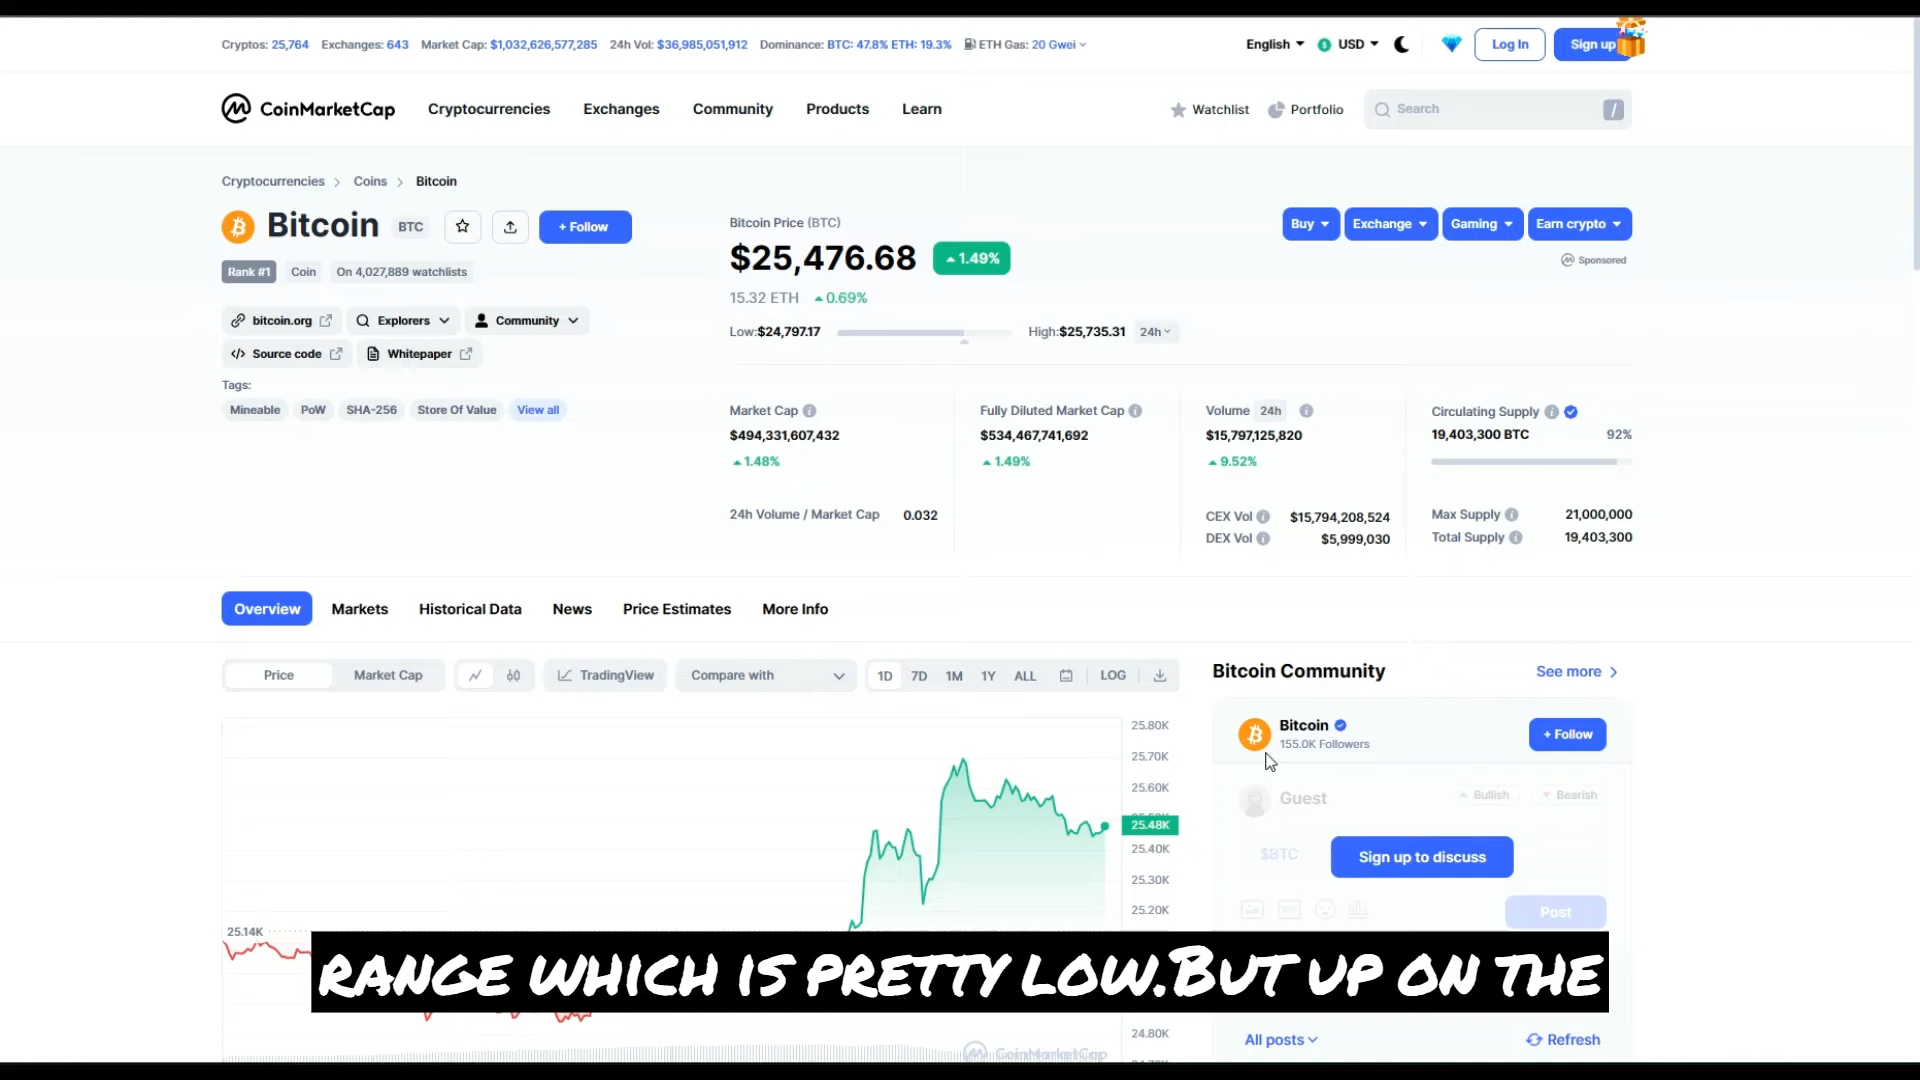 Cryptos: 25,764 Exchanges: 643 Market Cap: $1,032,626,577,285 24h Vol: $36,985,051,912 Dominance: BTC: 47.8% ETH: 19.3% ETH Gas: 20 Gwei
English USD Log In Sign up
CoinMarketCap Cryptocurrencies Exchanges Community Products Learn Watchlist Portfolio Search /
Cryptocurrencies > Coins > Bitcoin
Bitcoin BTC + Follow
Rank #1 Coin On 4,027,889 watchlists
bitcoin.org Explorers Community
Source code Whitepaper
Tags:
Mineable PoW SHA-256 Store Of Value View all
Bitcoin Price (BTC)
$25,476.68 1.49%
15.32 ETH 0.69%
Low:$24,797.17 High:$25,735.31 24h
Buy Exchange Gaming Earn crypto
Sponsored
Market Cap
$494,331,607,432
1.48%
24h Volume / Market Cap 0.032
Fully Diluted Market Cap
$534,467,741,692
1.49%
Volume 24h
$15,797,125,820
9.52%
CEX Vol $15,794,208,524
DEX Vol $5,999,030
Circulating Supply
19,403,300 BTC 92%
Max Supply 21,000,000
Total Supply 19,403,300
Overview Markets Historical Data News Price Estimates More Info
Price Market Cap TradingView Compare with 1D 7D 1M 1Y ALL LOG
25.80K
25.70K
25.60K
25.48K
25.40K
25.30K
25.20K
25.14K
24.80K
CoinMarketCap
Bitcoin Community See more >
Bitcoin
155.0K Followers
+ Follow
Guest Bullish Bearish
$BTC
Sign up to discuss
Post
All posts Refresh
RANGE WHICH IS PRETTY LOW.BUT UP ON THE